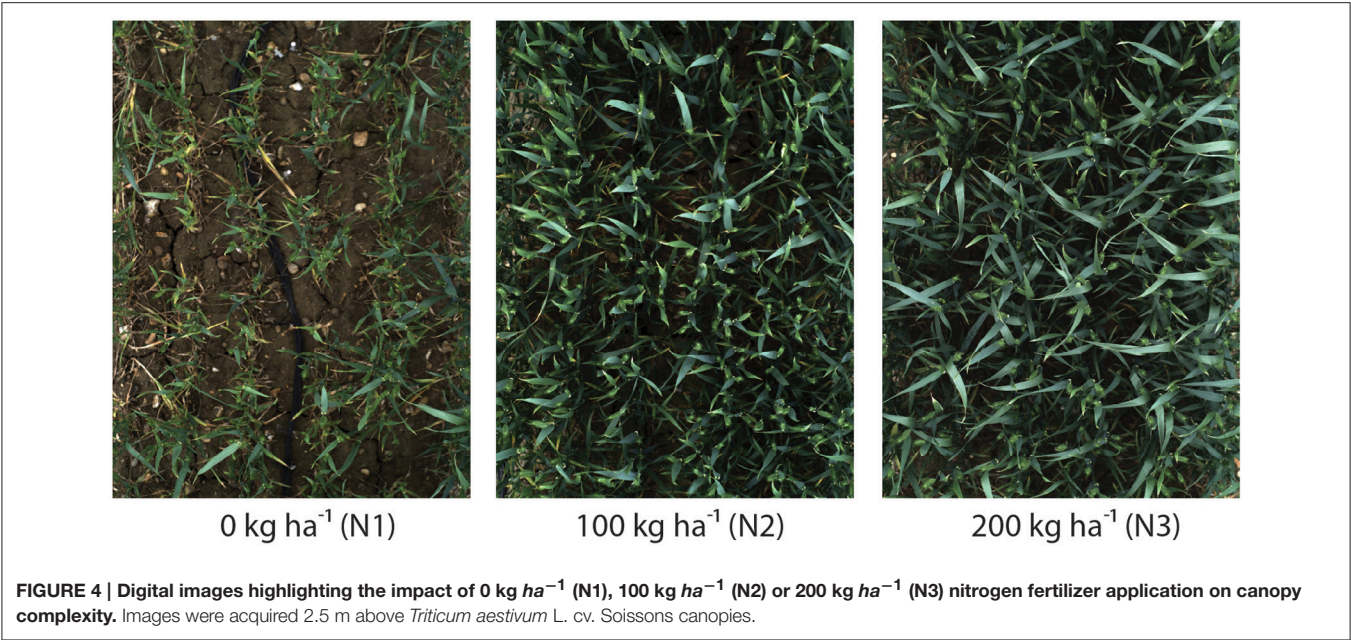 0 kg ha⁻¹ (N1)
100 kg ha⁻¹ (N2)
200 kg ha⁻¹ (N3)
FIGURE 4 | Digital images highlighting the impact of 0 kg ha−1 (N1), 100 kg ha−1 (N2) or 200 kg ha−1 (N3) nitrogen fertilizer application on canopy
complexity. Images were acquired 2.5 m above Triticum aestivum L. cv. Soissons canopies.